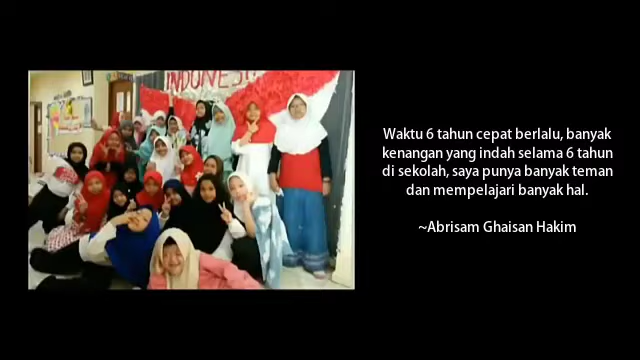 INDONESIA
Waktu 6 tahun cepat berlalu, banyak
kenangan yang indah selama 6 tahun
di sekolah, saya punya banyak teman
dan mempelajari banyak hal.
~Abrisam Ghaisan Hakim